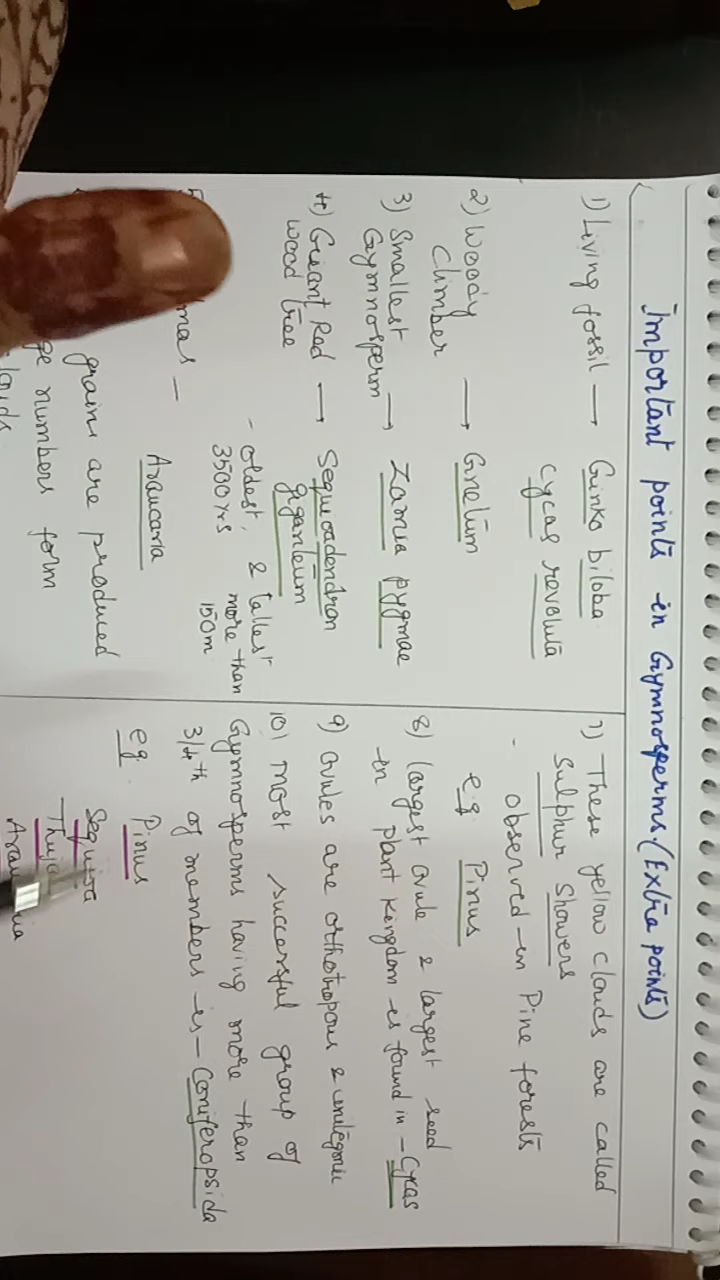 Important points in Gymnosperms. (Extra points)
1) Living fossil → Ginko biloba
cycas revoluta
2) Woody → Gnetum
climber
3) Smallest → Zamia pygmae
Gymnosperm
4) Gaiant Red → Sequoiadendron
wood tree giganteum
- oldest, & tallest
3500 yrs more than
150m
mas -
Araucaria
grains are produced
ge numbers form
louds
7) These yellow clouds are called
Sulphur showers
- observed in Pine forests
eg Pinus
8) largest ovule & largest seed
in plant kingdom is found in - Cycas
9) ovules are orthotropous & unitegmic
10) most successful group of
Gymnosperms having more than
3/4th of members is - Coniferopsida
eg. Pinus
Thuja